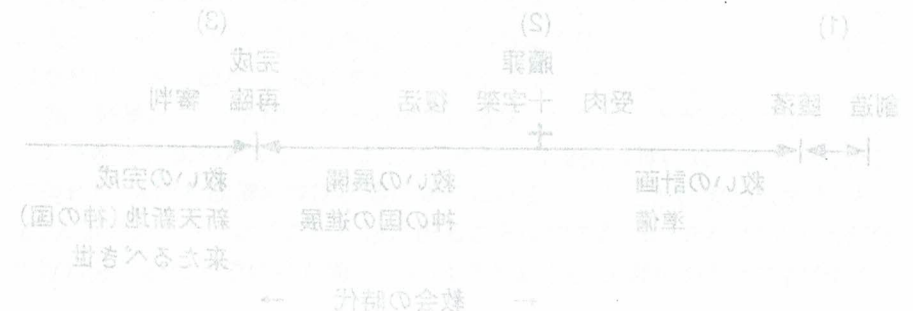 (1) (2) (3)
贖罪 完成
創造 堕落 受肉 十字架 復活 再臨 審判
救いの計画 救いの展開 救いの完成
準備 神の国の進展 新天新地(神の国)
来たるべき世
← 教会の時代 →